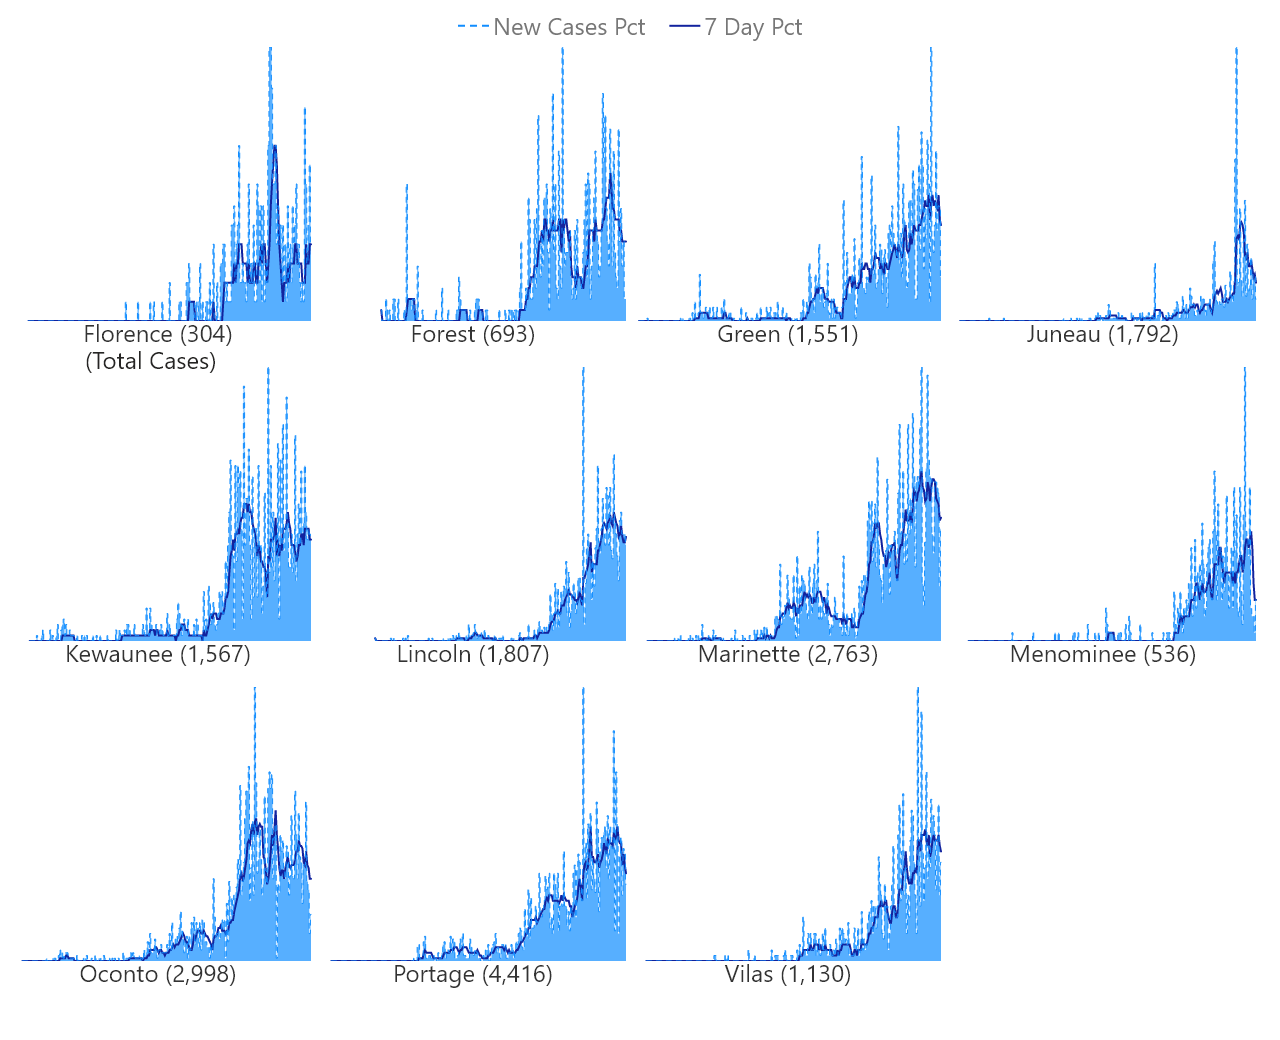 New Cases Pct 7 Day Pct
Florence (304) Forest (693) Green (1,551) Juneau (1,792)
(Total Cases)
Kewaunee (1,567) Lincoln (1,807) Marinette (2,763) Menominee (536)
Oconto (2,998) Portage (4,416) Vilas (1,130)